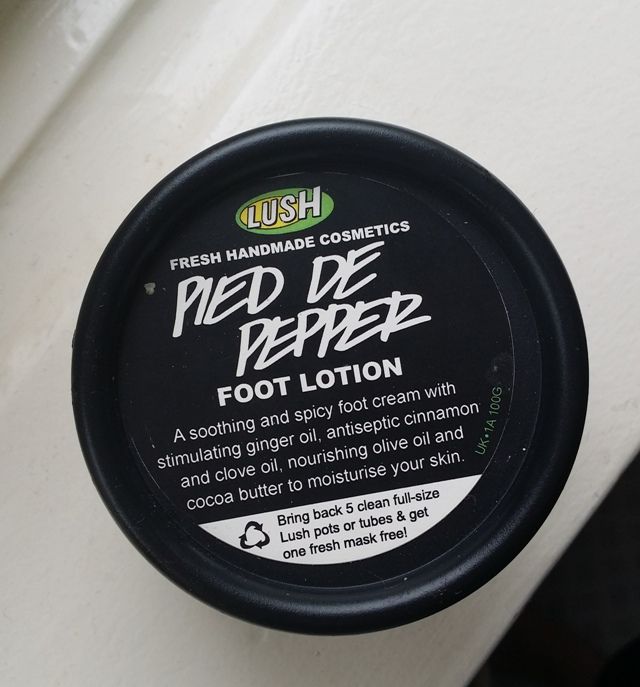 LUSH
FRESH HANDMADE COSMETICS
PIED DE
PEPPER
FOOT LOTION
A soothing and spicy foot cream with
stimulating ginger oil, antiseptic cinnamon
and clove oil, nourishing olive oil and
cocoa butter to moisturise your skin.
UK•1A 100G
Bring back 5 clean full-size
Lush pots or tubes & get
one fresh mask free!